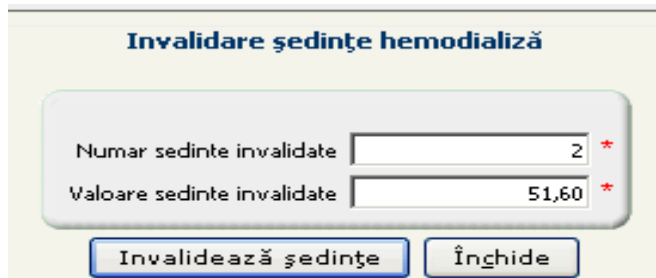 Invalidare şedinţe hemodializă
Numar sedinte invalidate 2 *
Valoare sedinte invalidate 51,60 *
Invalidează şedinţe Închide